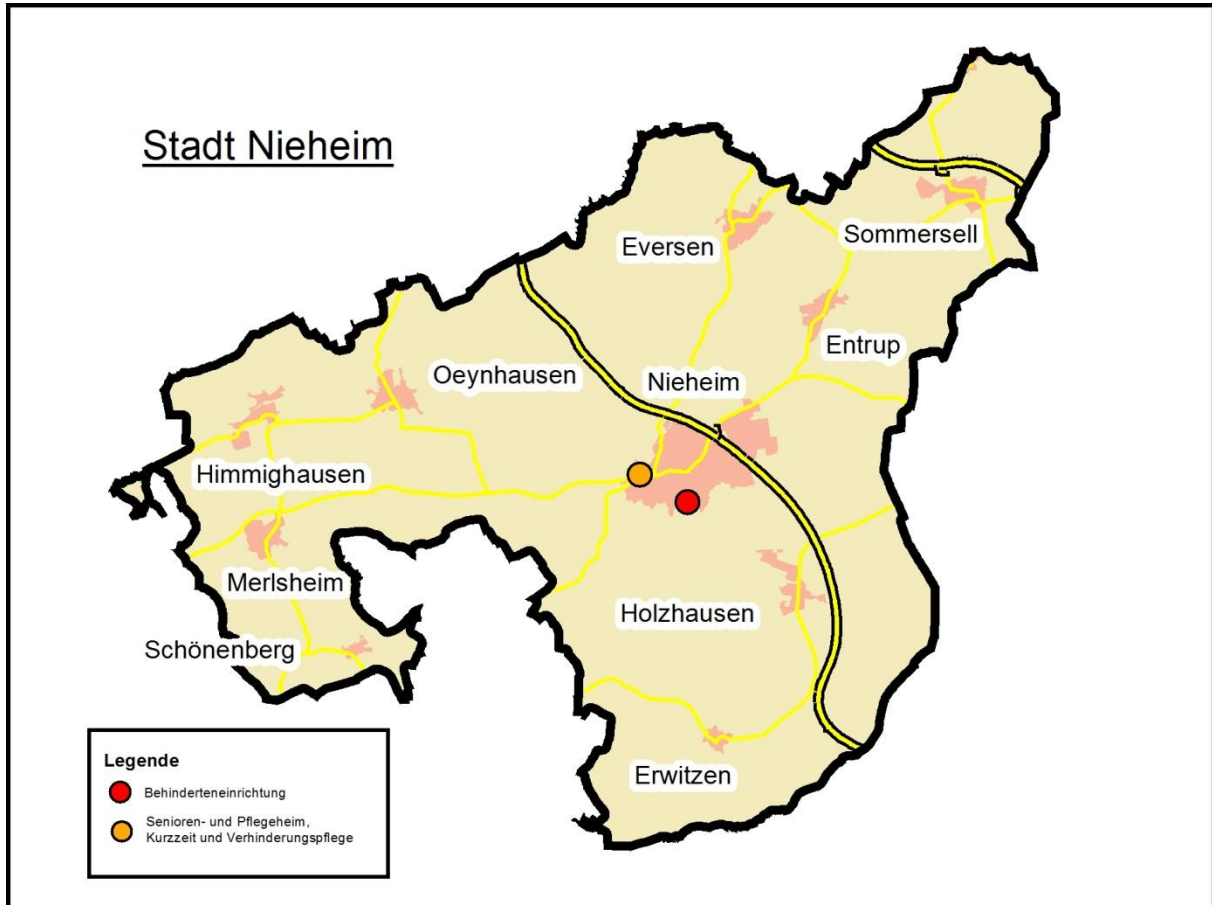 Stadt Nieheim
Sommersell
Eversen
Entrup
Oeynhausen
Nieheim
Himmighausen
Merlsheim
Holzhausen
Schönenberg
Erwitzen
Legende
Behinderteneinrichtung
Senioren- und Pflegeheim,
Kurzzeit und Verhinderungspflege